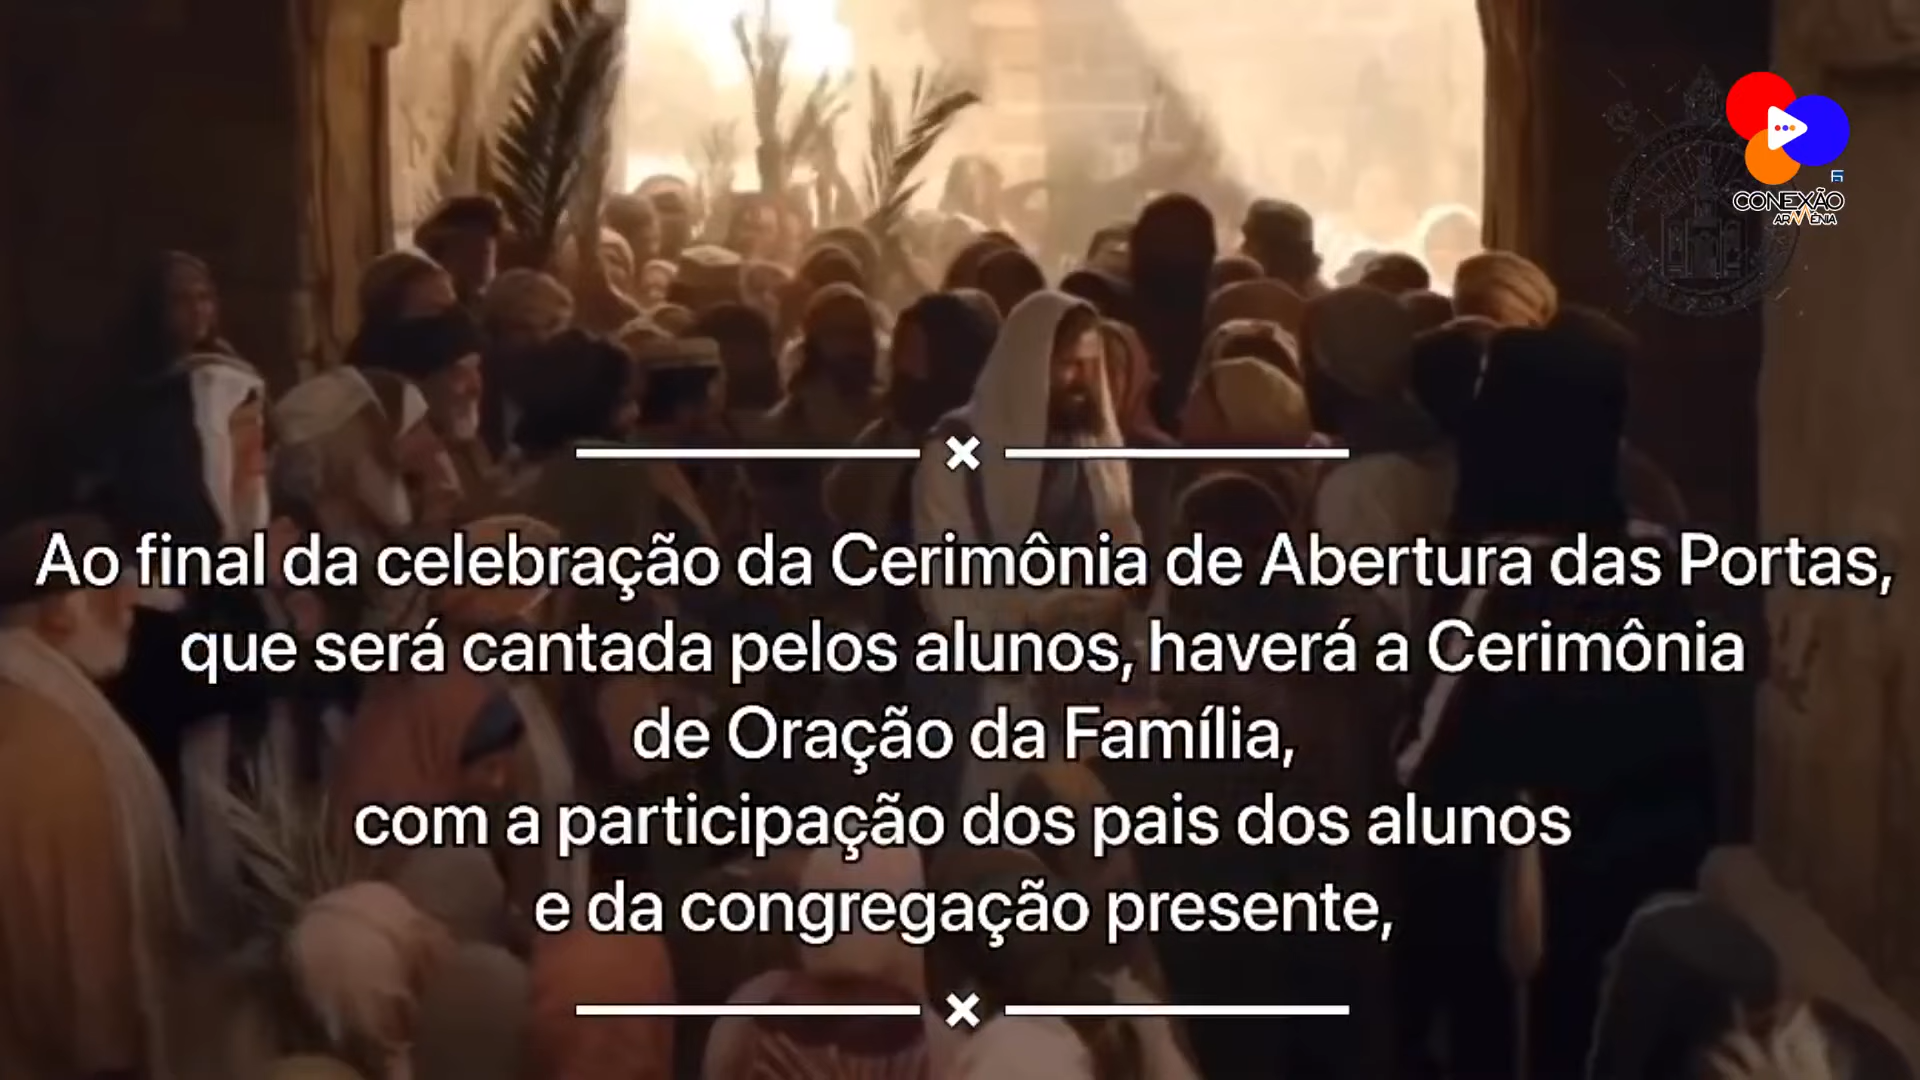 CONEXÃO
ARMÊNIA
Ao final da celebração da Cerimônia de Abertura das Portas,
que será cantada pelos alunos, haverá a Cerimônia
de Oração da Família,
com a participação dos pais dos alunos
e da congregação presente,